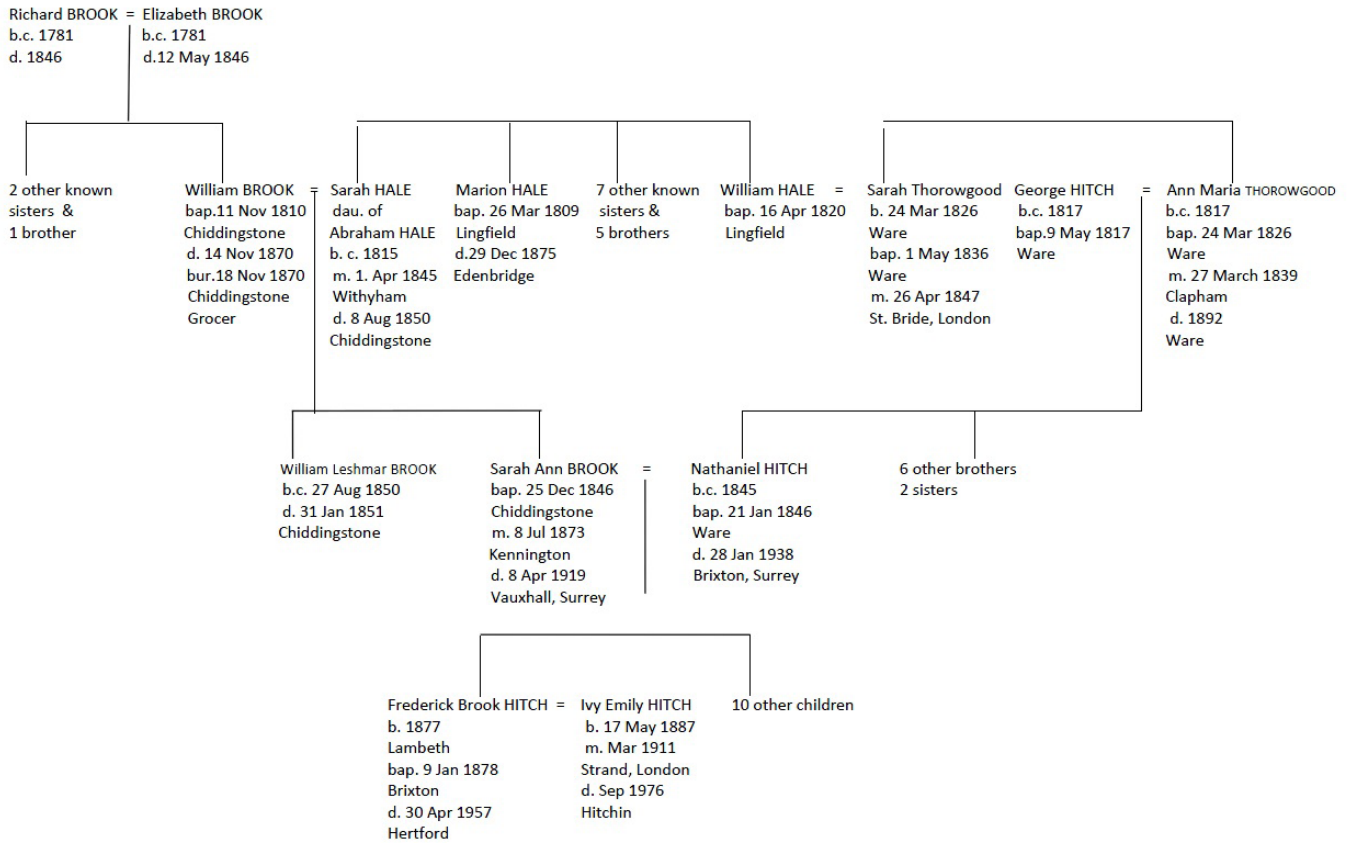 Richard BROOK = Elizabeth BROOK
b.c. 1781
d. 1846
b.c. 1781
d.12 May 1846
2 other known
sisters &
1 brother
William BROOK =
bap.11 Nov 1810
Chiddingstone
d. 14 Nov 1870
bur.18 Nov 1870
Chiddingstone
Grocer
Sarah HALE
dau. of
Abraham HALE
b. c. 1815
m. 1. Apr 1845
Withyham
d. 8 Aug 1850
Chiddingstone
Marion HALE
bap. 26 Mar 1809
Lingfield
d.29 Dec 1875
Edenbridge
7 other known
sisters &
5 brothers
William HALE =
bap. 16 Apr 1820
Lingfield
Sarah Thorowgood
b. 24 Mar 1826
Ware
bap. 1 May 1836
Ware
m. 26 Apr 1847
St. Bride, London
George HITCH =
b.c. 1817
bap.9 May 1817
Ware
Ann Maria THOROWGOOD
b.c. 1817
bap. 24 Mar 1826
Ware
m. 27 March 1839
Clapham
d. 1892
Ware
William Leshmar BROOK
b.c. 27 Aug 1850
d. 31 Jan 1851
Chiddingstone
Sarah Ann BROOK =
bap. 25 Dec 1846
Chiddingstone
m. 8 Jul 1873
Kennington
d. 8 Apr 1919
Vauxhall, Surrey
Nathaniel HITCH
b.c. 1845
bap. 21 Jan 1846
Ware
d. 28 Jan 1938
Brixton, Surrey
6 other brothers
2 sisters
Frederick Brook HITCH =
b. 1877
Lambeth
bap. 9 Jan 1878
Brixton
d. 30 Apr 1957
Hertford
Ivy Emily HITCH
b. 17 May 1887
m. Mar 1911
Strand, London
d. Sep 1976
Hitchin
10 other children